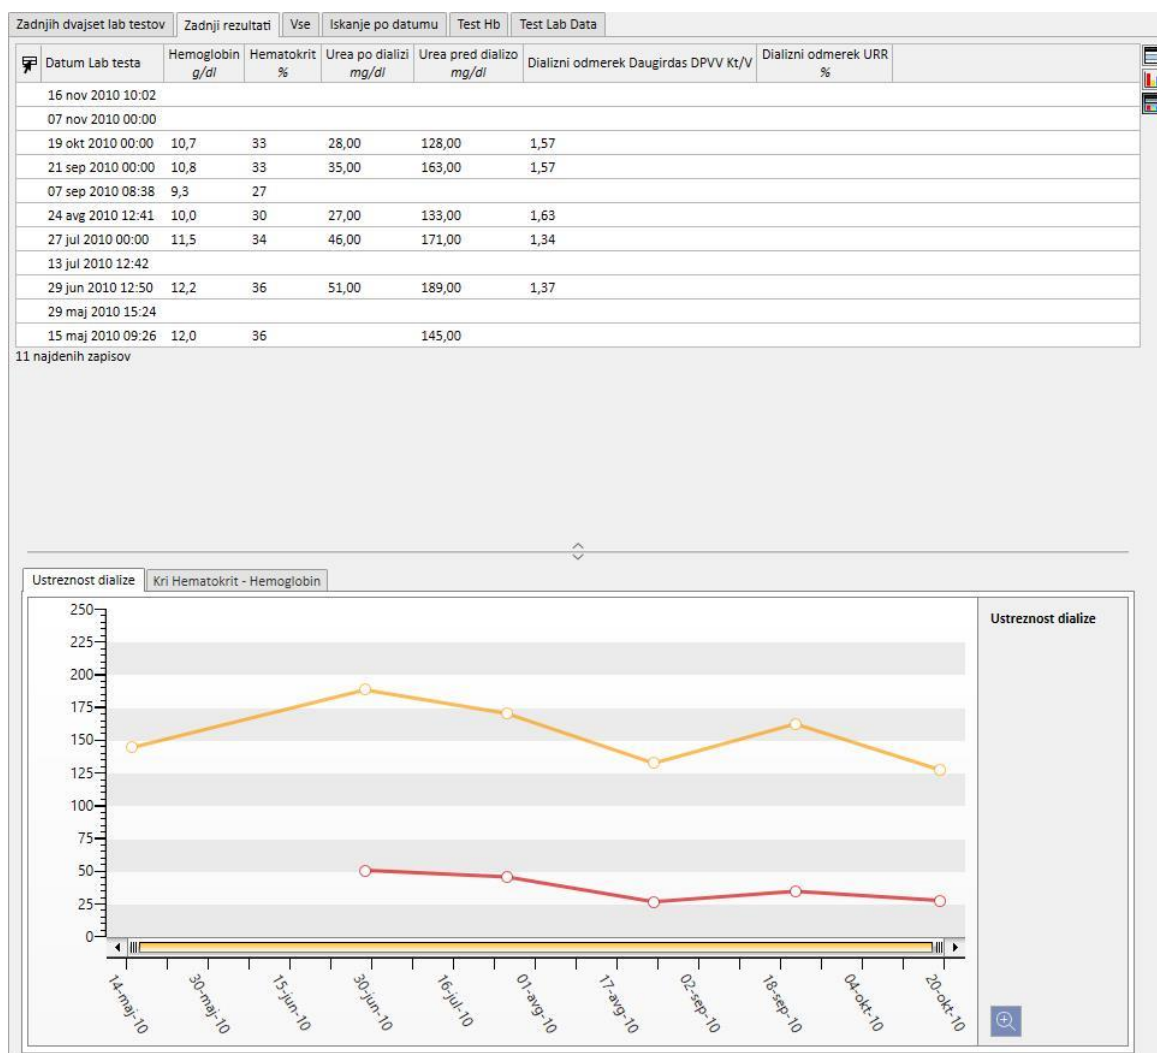 Zadnjih dvajset lab testov Zadnji rezultati Vse Iskanje po datumu Test Hb Test Lab Data
Datum Lab testa Hemoglobin g/dl Hematokrit % Urea po dializi mg/dl Urea pred dializo mg/dl Dializni odmerek Daugirdas DPVV Kt/V Dializni odmerek URR %
16 nov 2010 10:02
07 nov 2010 00:00
19 okt 2010 00:00 10,7 33 28,00 128,00 1,57
21 sep 2010 00:00 10,8 33 35,00 163,00 1,57
07 sep 2010 08:38 9,3 27
24 avg 2010 12:41 10,0 30 27,00 133,00 1,63
27 jul 2010 00:00 11,5 34 46,00 171,00 1,34
13 jul 2010 12:42
29 jun 2010 12:50 12,2 36 51,00 189,00 1,37
29 maj 2010 15:24
15 maj 2010 09:26 12,0 36 145,00
11 najdenih zapisov
Ustreznost dialize Kri Hematokrit - Hemoglobin
Ustreznost dialize
250
225
200
175
150
125
100
75
50
25
0
14-maj-10 30-maj-10 15-jun-10 30-jun-10 16-jul-10 01-avg-10 17-avg-10 02-sep-10 18-sep-10 04-okt-10 20-okt-10